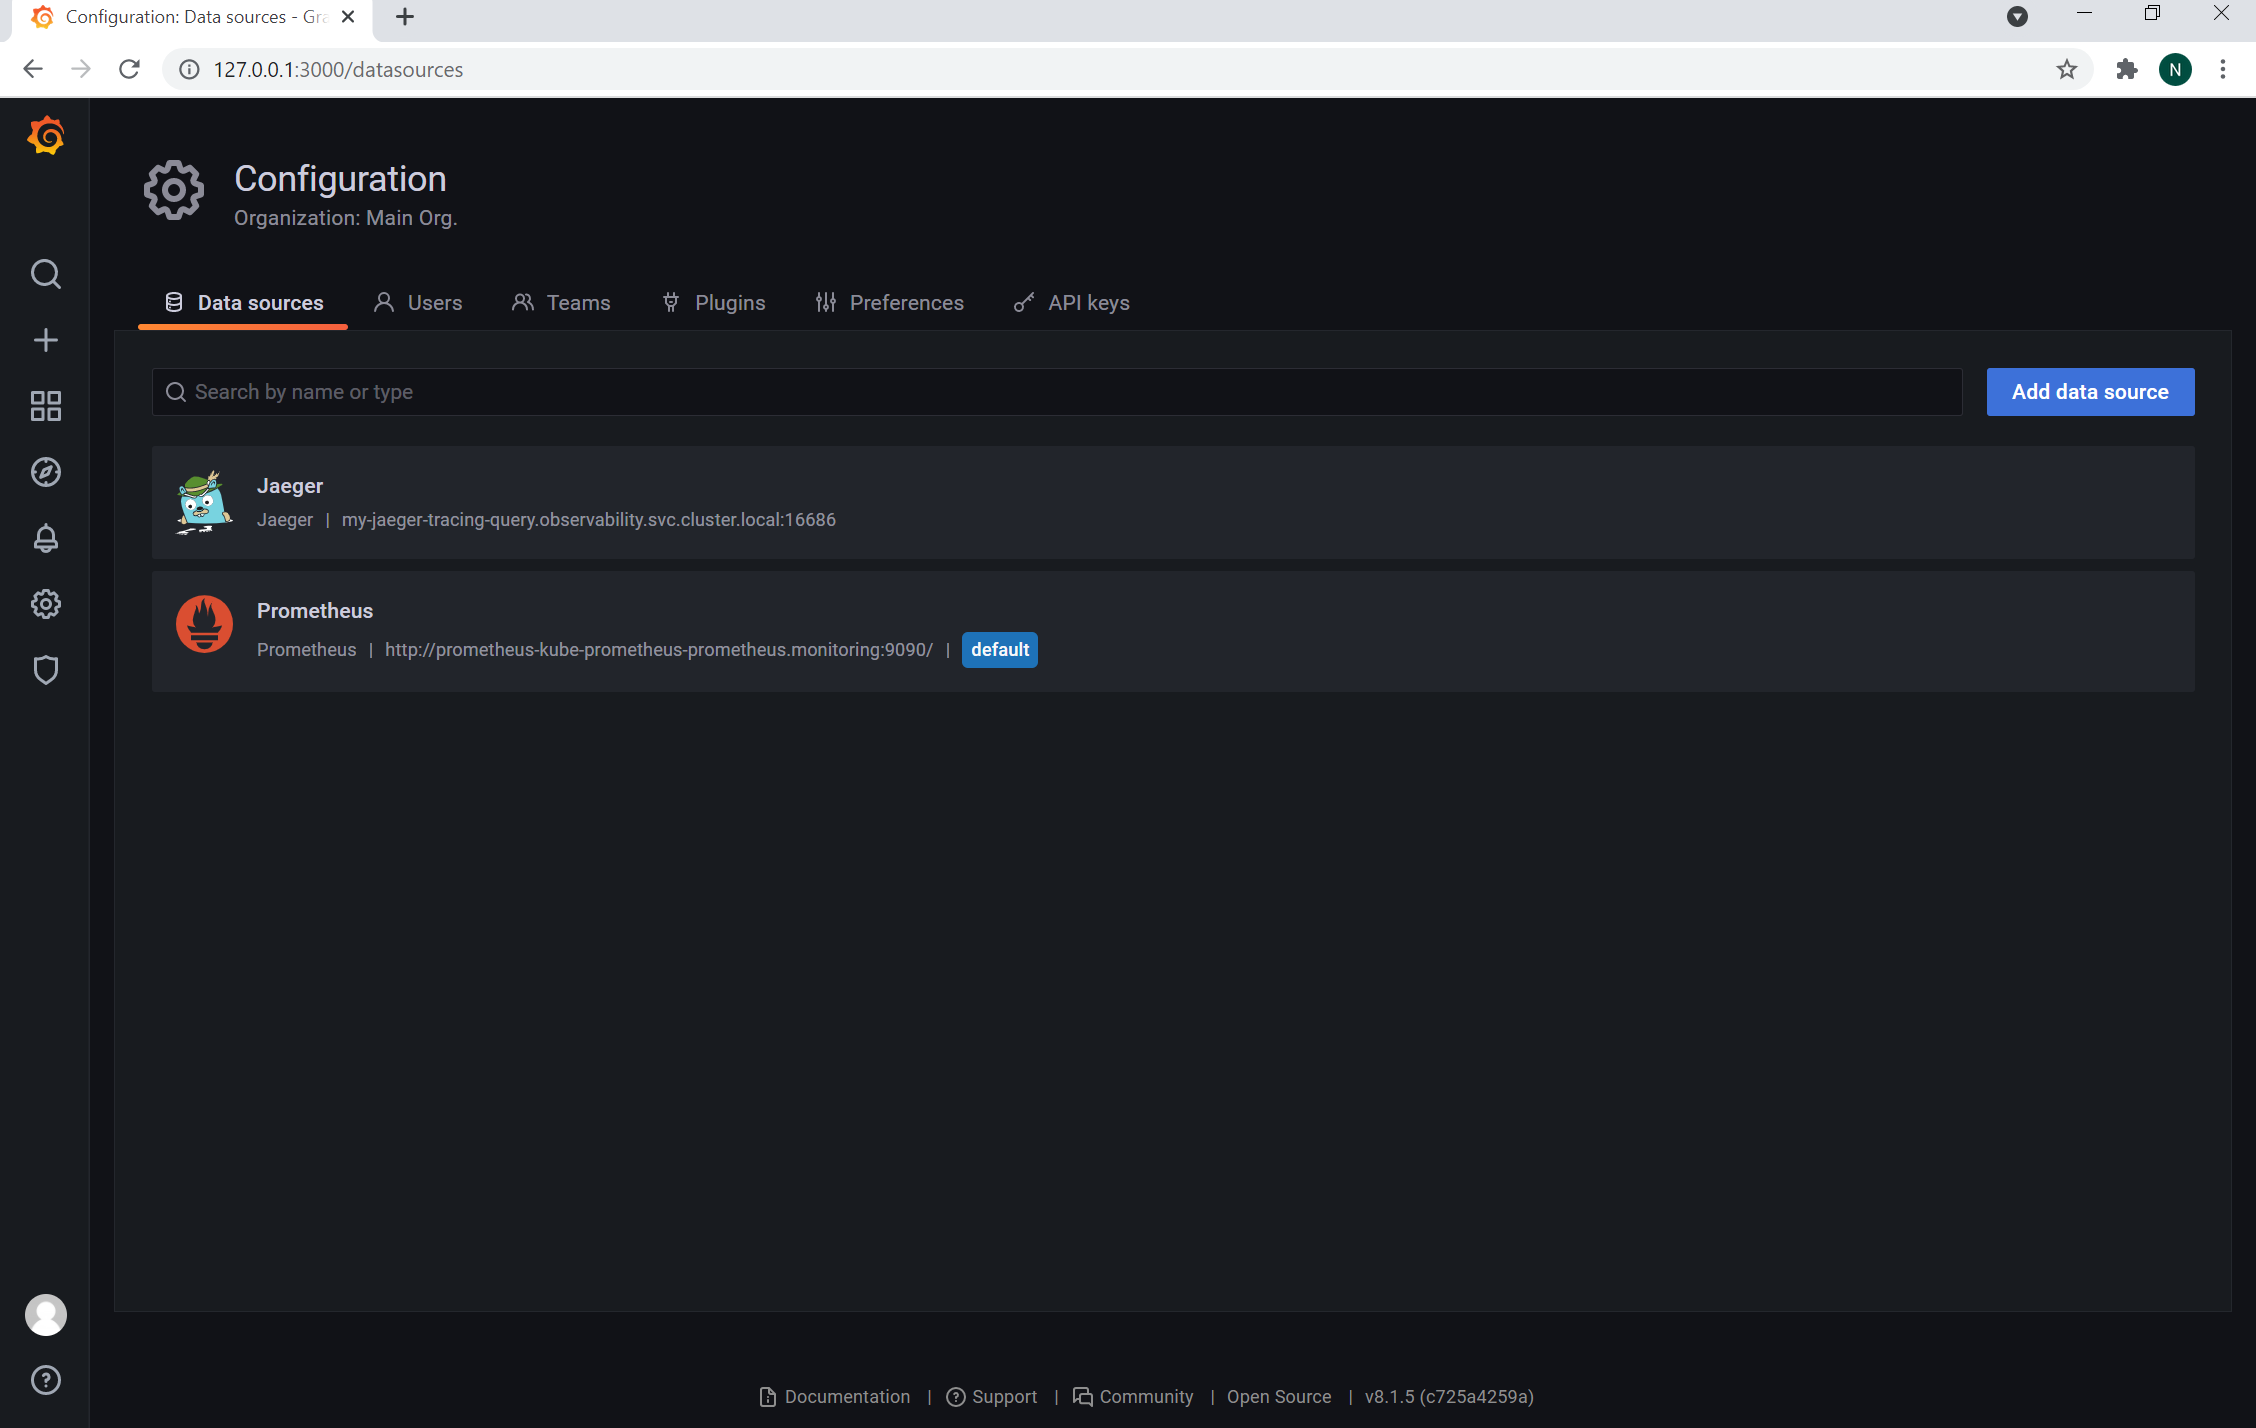 Configuration: Data sources - Gra
127.0.0.1:3000/datasources
N
Configuration
Organization: Main Org.
Data sources Users Teams Plugins Preferences API keys
Search by name or type
Add data source
Jaeger
Jaeger | my-jaeger-tracing-query.observability.svc.cluster.local:16686
Prometheus
Prometheus | http://prometheus-kube-prometheus-prometheus.monitoring:9090/ | default
Documentation | Support | Community | Open Source | v8.1.5 (c725a4259a)